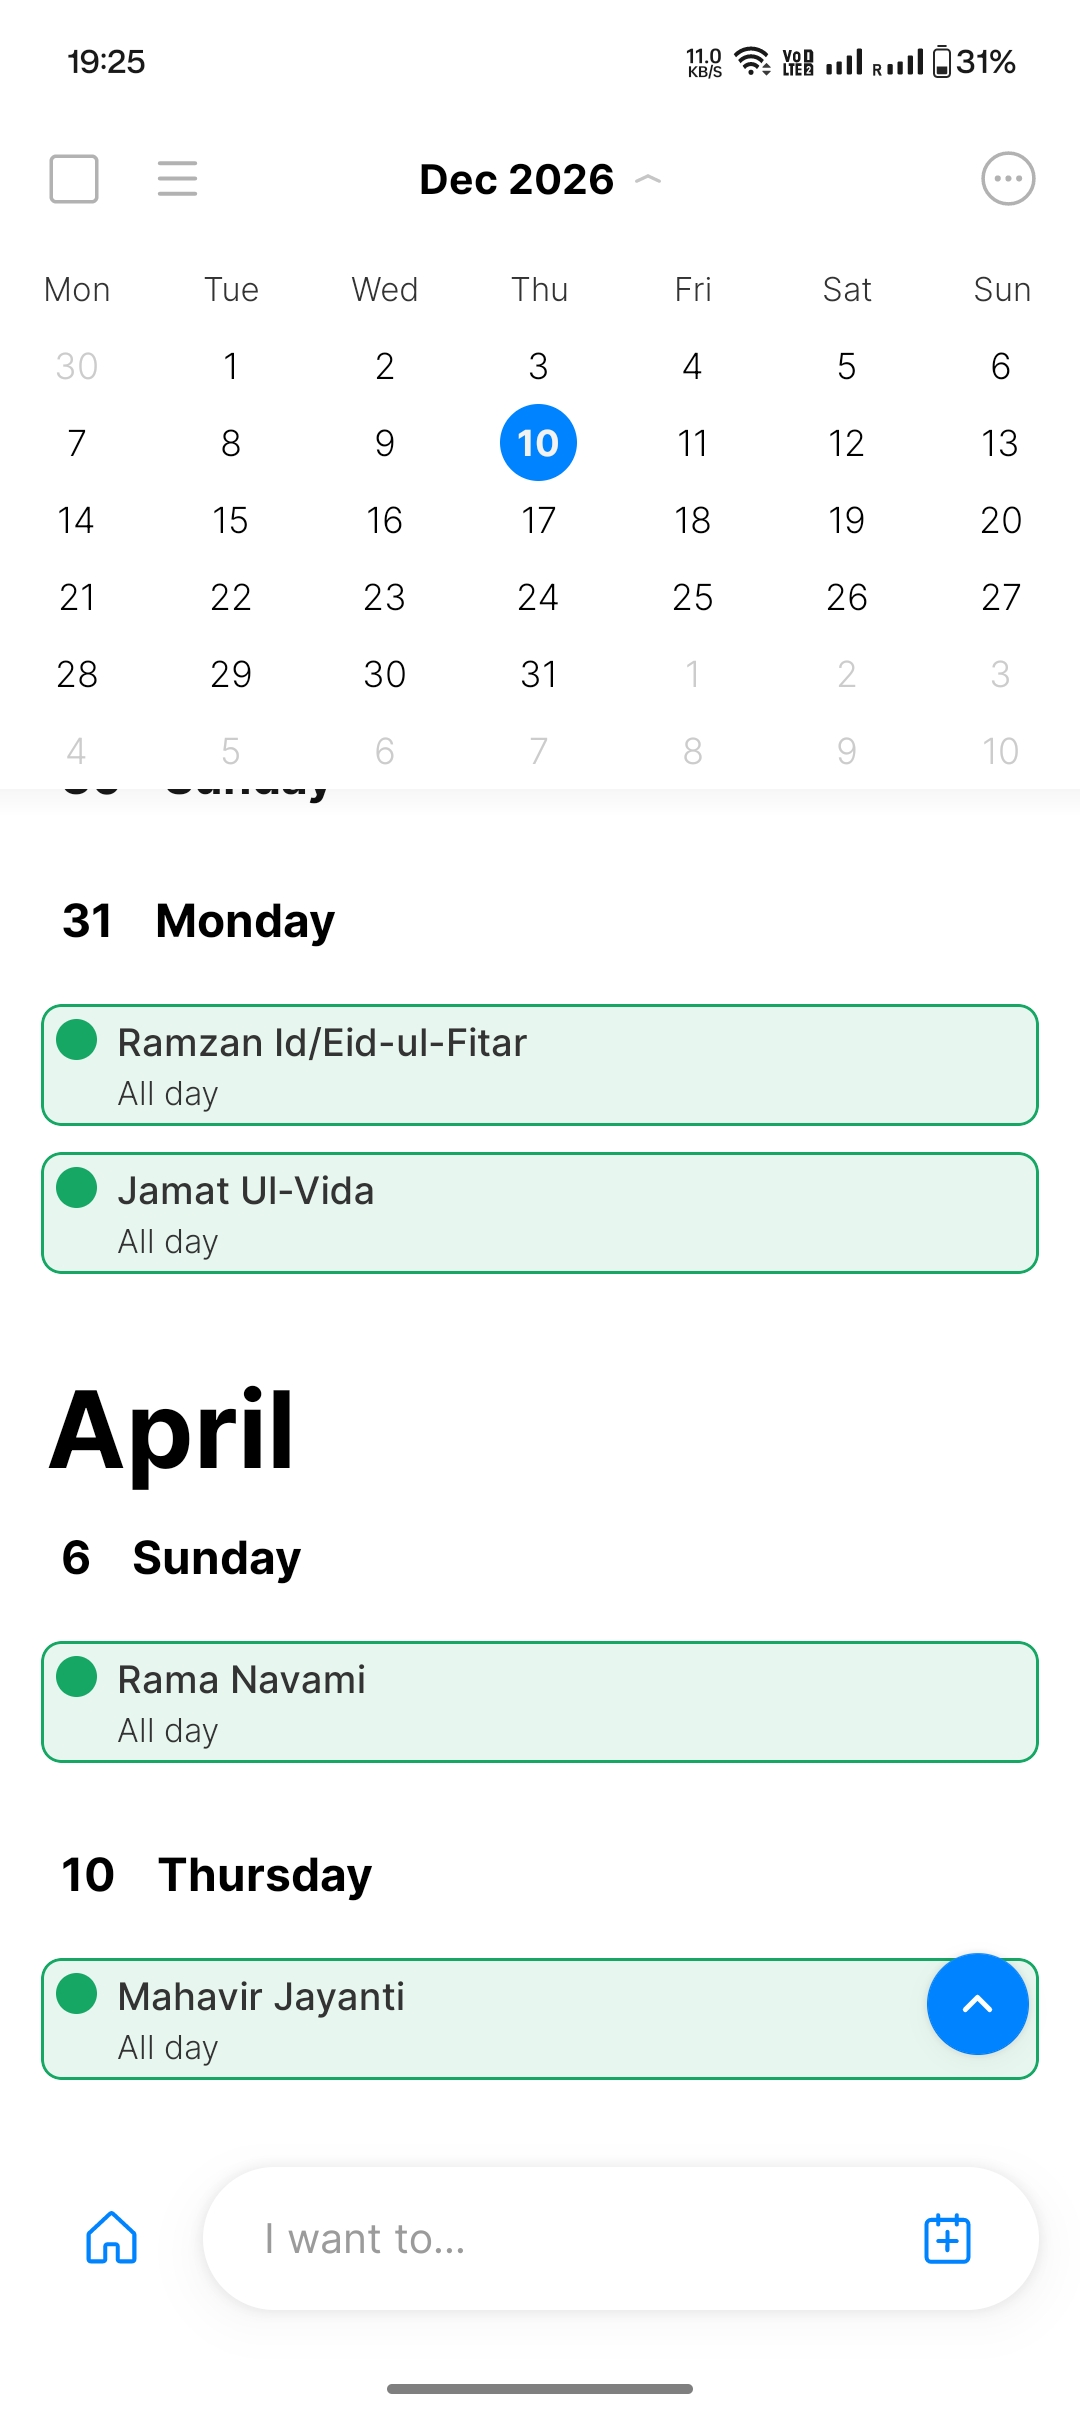 19:25
11.0 KB/S VoD LTE 2 R 31%
Dec 2026
Mon Tue Wed Thu Fri Sat Sun
30 1 2 3 4 5 6
7 8 9 10 11 12 13
14 15 16 17 18 19 20
21 22 23 24 25 26 27
28 29 30 31 1 2 3
4 5 6 7 8 9 10
Sunday
31 Monday
Ramzan Id/Eid-ul-Fitar
All day
Jamat Ul-Vida
All day
April
6 Sunday
Rama Navami
All day
10 Thursday
Mahavir Jayanti
All day
I want to...